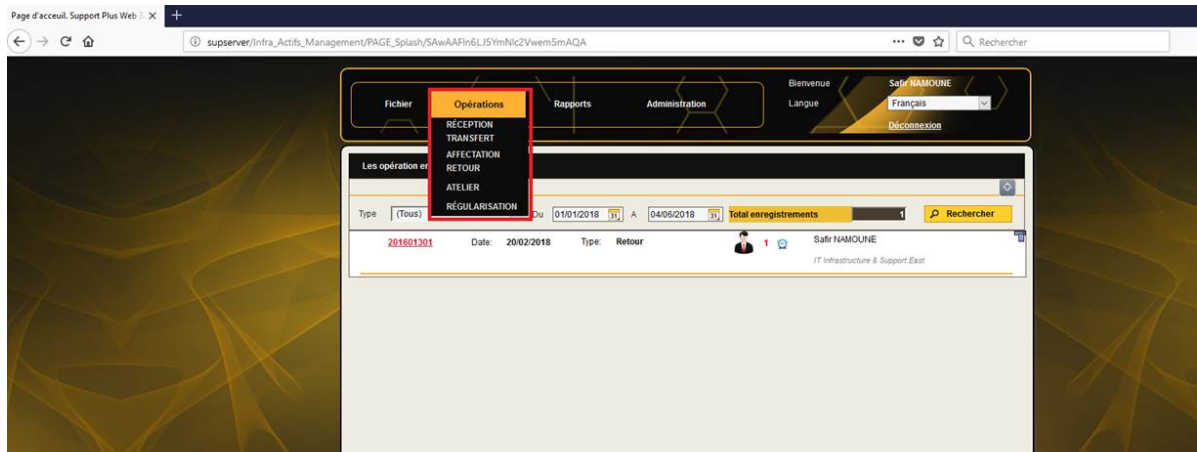 Page d'acceuil. Support Plus Web
supserver/Infra_Actifs_Management/PAGE_Splash/SAwAAFln6LJ5YmNlc2Vwem5mAQA
Rechercher
Fichier Opérations Rapports Administration
Bienvenue Safir NAMOUNE
Langue Français
Déconnexion
RÉCEPTION
TRANSFERT
AFFECTATION
RETOUR
ATELIER
RÉGULARISATION
Les opération en
Type (Tous) Du 01/01/2018 A 04/06/2018 Total enregistrements 1 Rechercher
201601301 Date: 20/02/2018 Type: Retour 1 Safir NAMOUNE
IT Infrastructure & Support East